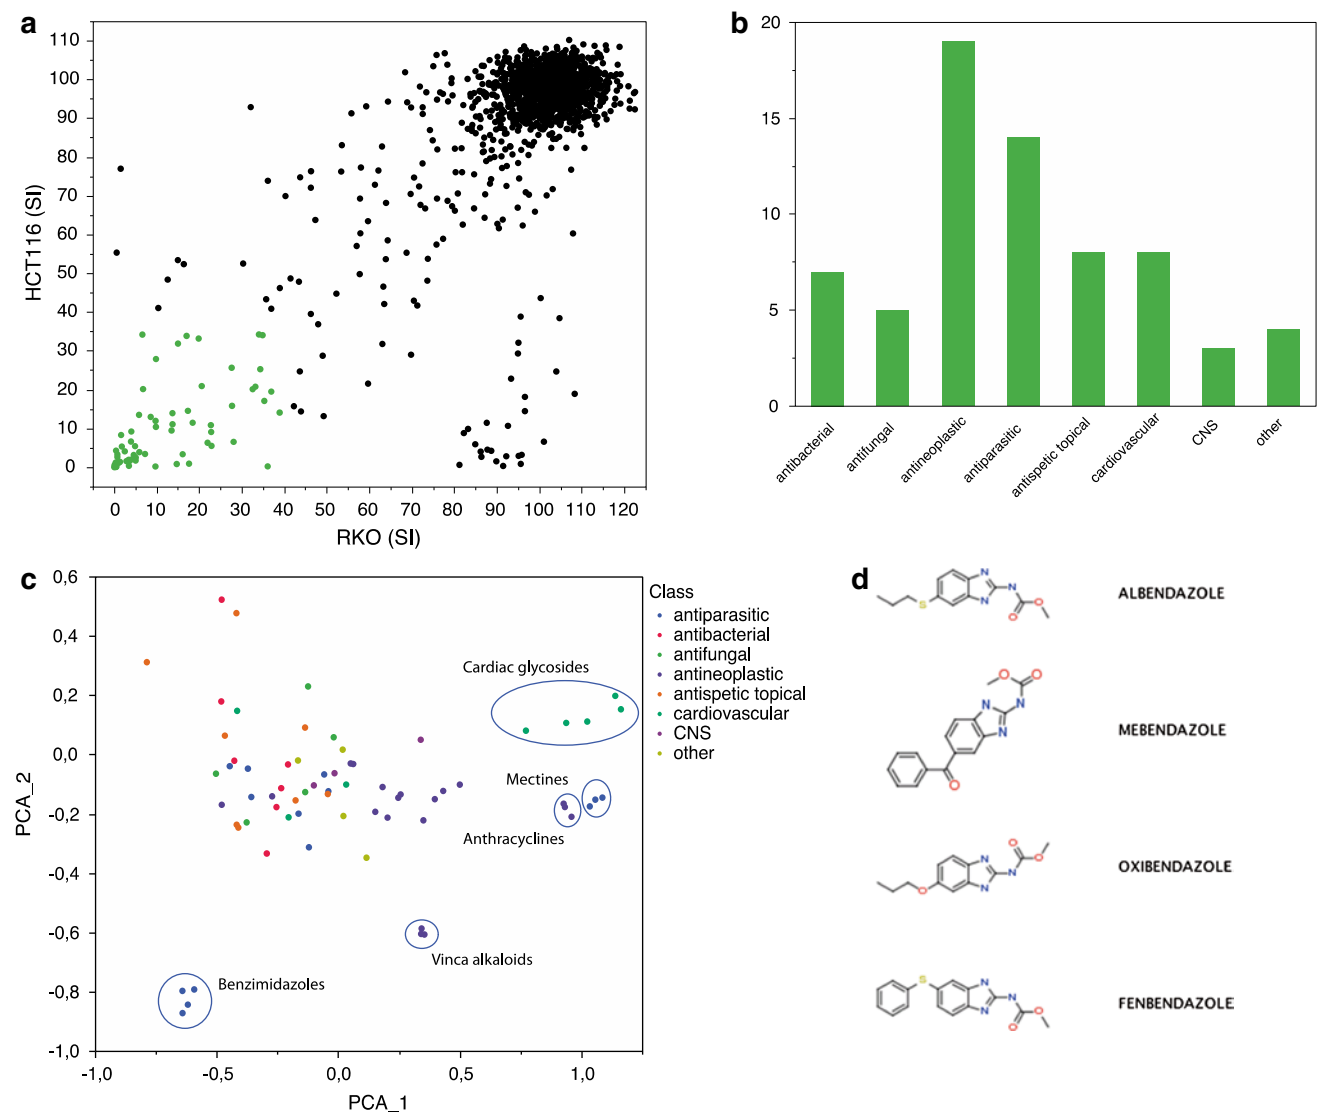 a
HCT116 (SI)
110
100
90
80
70
60
50
40
30
20
10
0
0 10 20 30 40 50 60 70 80 90 100 110 120
RKO (SI)
b
20
15
10
5
0
antibacterial
antifungal
antineoplastic
antiparasitic
antispetic topical
cardiovascular
CNS
other
c
PCA_2
0,6
0,4
0,2
0,0
-0,2
-0,4
-0,6
-0,8
-1,0
-1,0 -0,5 0,0 0,5 1,0
PCA_1
Cardiac glycosides
Mectines
Anthracyclines
Vinca alkaloids
Benzimidazoles
Class
antiparasitic
antibacterial
antifungal
antineoplastic
antispetic topical
cardiovascular
CNS
other
d
N
N
N
S
O
O
ALBENDAZOLE
O
O
N
N
N
O
MEBENDAZOLE
O
N
N
O
N
O
OXIBENDAZOLE
S
N
N
N
O
O
FENBENDAZOLE